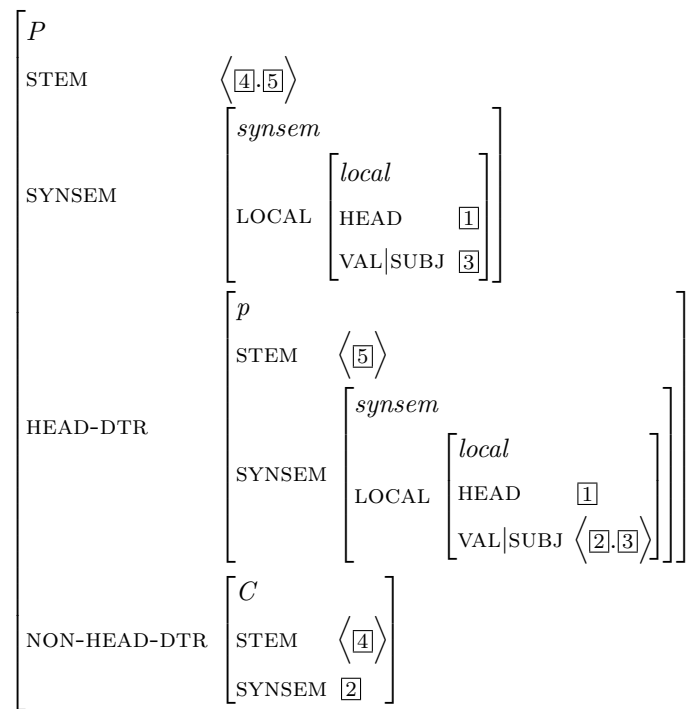 P
STEM ⟨4.5⟩
synsem
local
SYNSEM LOCAL HEAD 1
VAL|SUBJ 3
p
STEM ⟨5⟩
synsem
HEAD-DTR
local
SYNSEM LOCAL HEAD 1
VAL|SUBJ ⟨2.3⟩
C
NON-HEAD-DTR STEM ⟨4⟩
SYNSEM 2